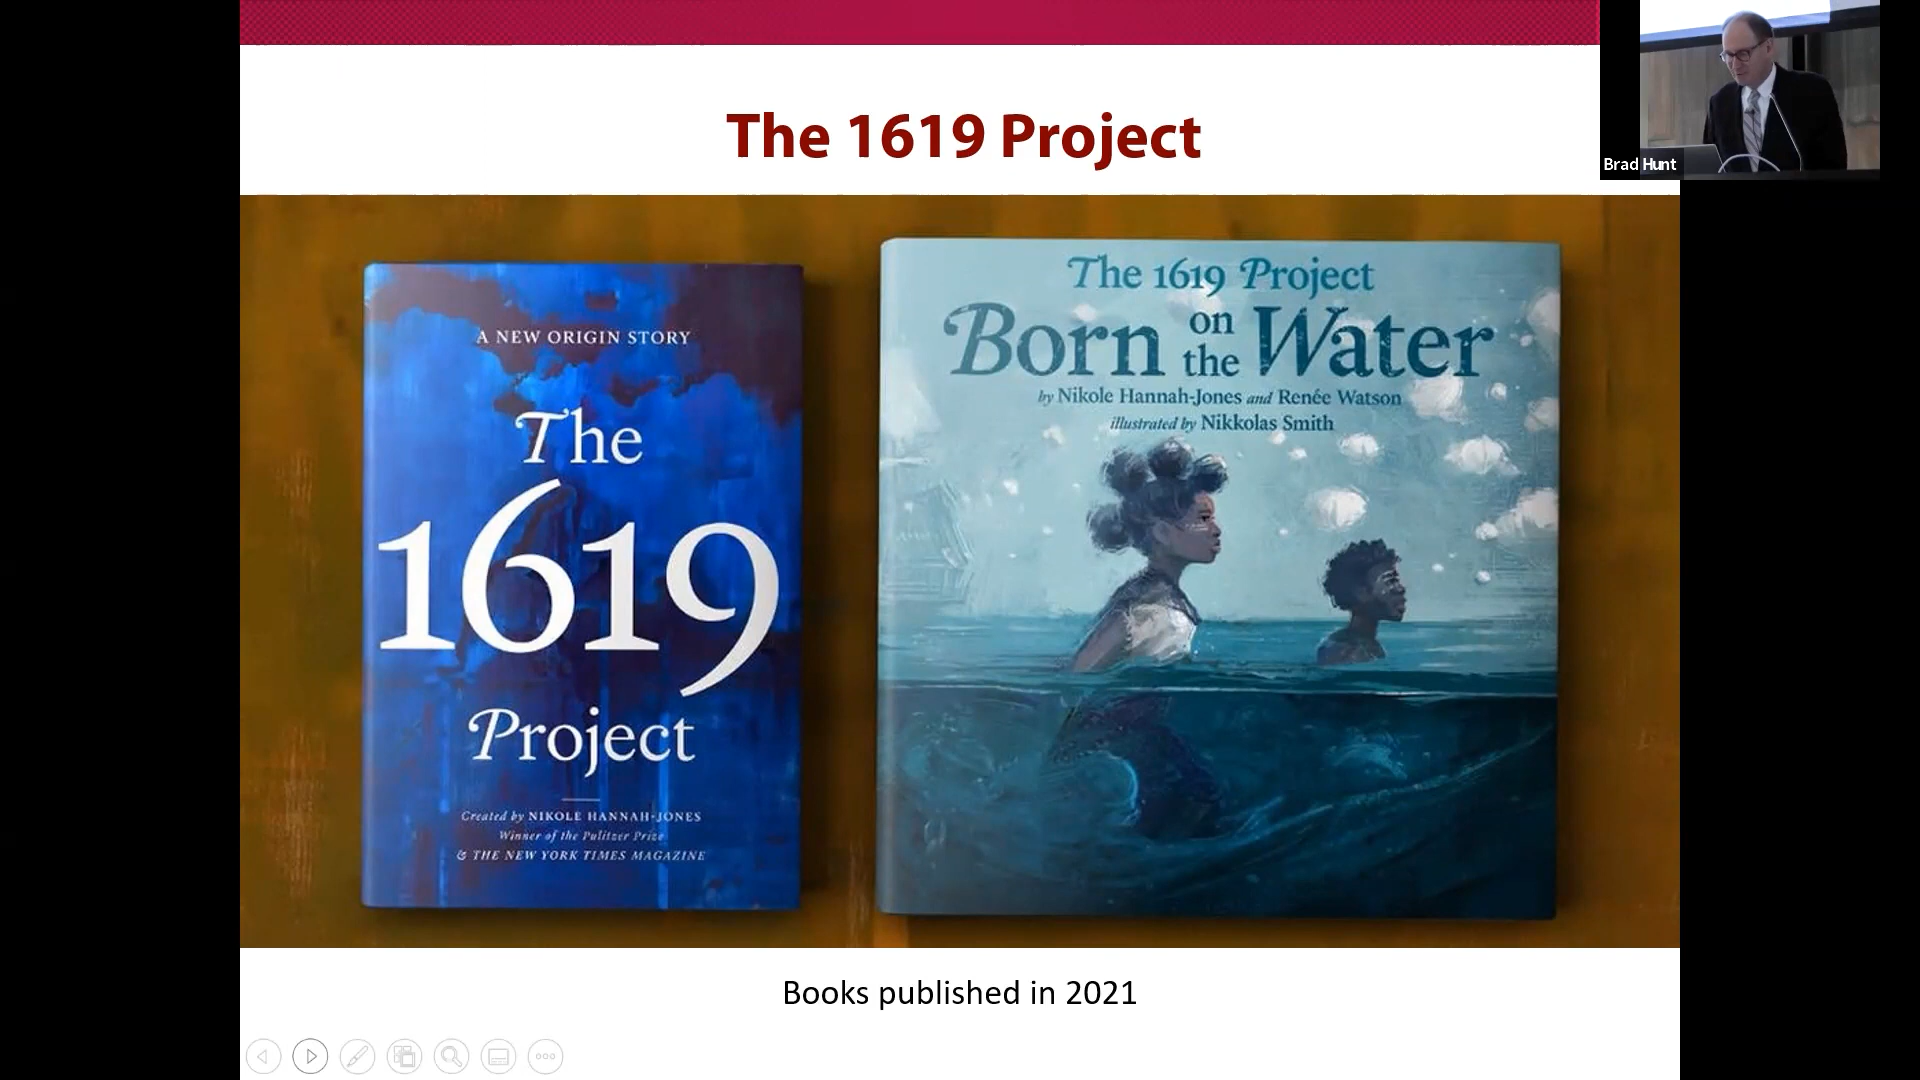 The 1619 Project
Brad Hunt
A NEW ORIGIN STORY
The
1619
Project
Created by NIKOLE HANNAH-JONES
Winner of the Pulitzer Prize
& THE NEW YORK TIMES MAGAZINE
The 1619 Project
Born on the Water
by Nikole Hannah-Jones and Renée Watson
illustrated by Nikkolas Smith
Books published in 2021